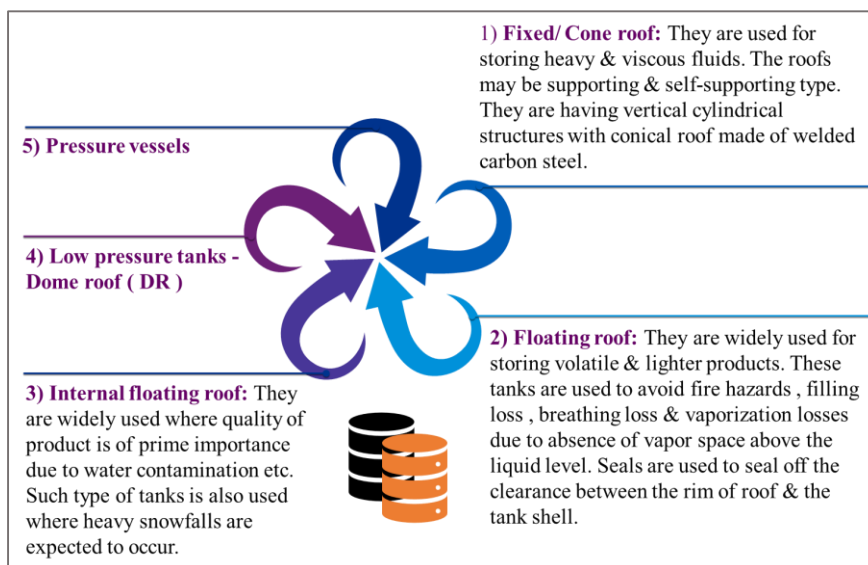 1) Fixed/ Cone roof: They are used for
storing heavy & viscous fluids. The roofs
may be supporting & self-supporting type.
They are having vertical cylindrical
structures with conical roof made of welded
carbon steel.
2) Floating roof: They are widely used for
storing volatile & lighter products. These
tanks are used to avoid fire hazards , filling
loss , breathing loss & vaporization losses
due to absence of vapor space above the
liquid level. Seals are used to seal off the
clearance between the rim of roof & the
tank shell.
3) Internal floating roof: They
are widely used where quality of
product is of prime importance
due to water contamination etc.
Such type of tanks is also used
where heavy snowfalls are
expected to occur.
4) Low pressure tanks -
Dome roof ( DR )
5) Pressure vessels